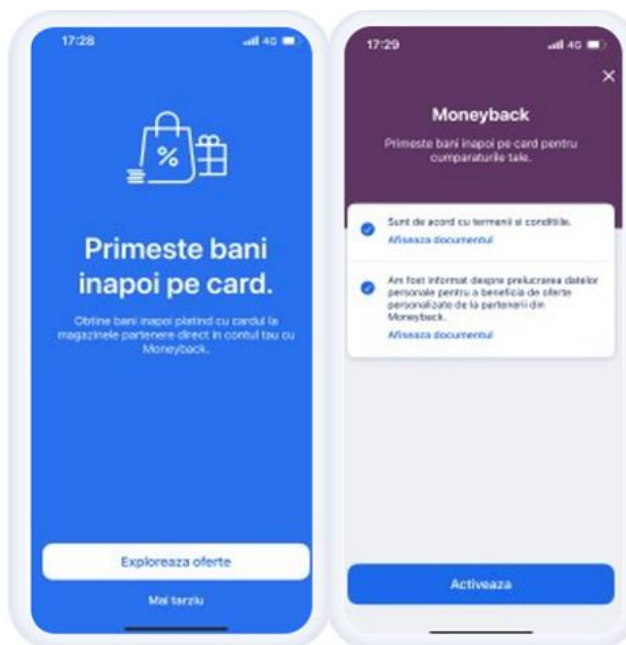 17:28
4G
%
Primeste bani
inapoi pe card.
Obtine bani inapoi platind cu cardul la
magazinele partenere direct in contul tau cu
Moneyback.
Exploreaza oferte
Mai tarziu
17:29
4G
Moneyback
Primeste bani inapoi pe card pentru
cumparaturile tale.
Sunt de acord cu termenii si conditiile.
Afiseaza documentul
Am fost informat despre prelucrarea datelor
personale pentru a beneficia de oferte
personalizate de la partenerii din
Moneyback.
Afiseaza documentul
Activeaza